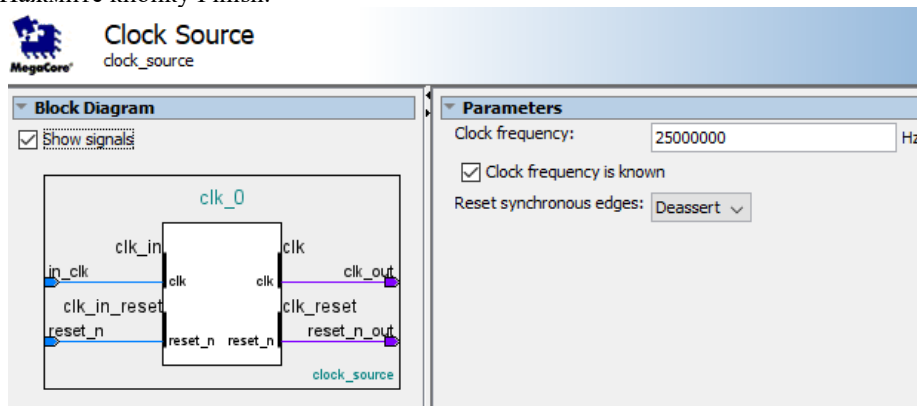 Нажмите кнопку Finish.
Clock Source
clock_source
MegaCore®
Block Diagram
Show signals
clk_0
clk_in
clk
in_clk
clk
clk
clk_out
clk_in_reset
clk_reset
reset_n
reset_n
reset_n
reset_n_out
clock_source
Parameters
Clock frequency:
25000000
Hz
Clock frequency is known
Reset synchronous edges:
Deassert